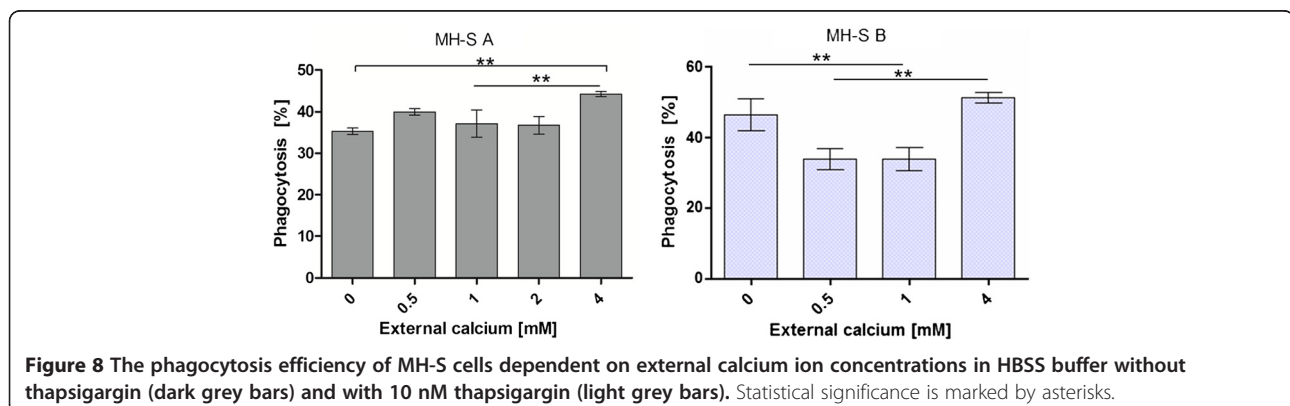 MH-S A
**
**
50
40
30
20
10
0
Phagocytosis [%]
0
0.5
1
2
4
External calcium [mM]
MH-S B
**
**
60
40
20
0
Phagocytosis [%]
0
0.5
1
4
External calcium [mM]
Figure 8 The phagocytosis efficiency of MH-S cells dependent on external calcium ion concentrations in HBSS buffer without
thapsigargin (dark grey bars) and with 10 nM thapsigargin (light grey bars). Statistical significance is marked by asterisks.